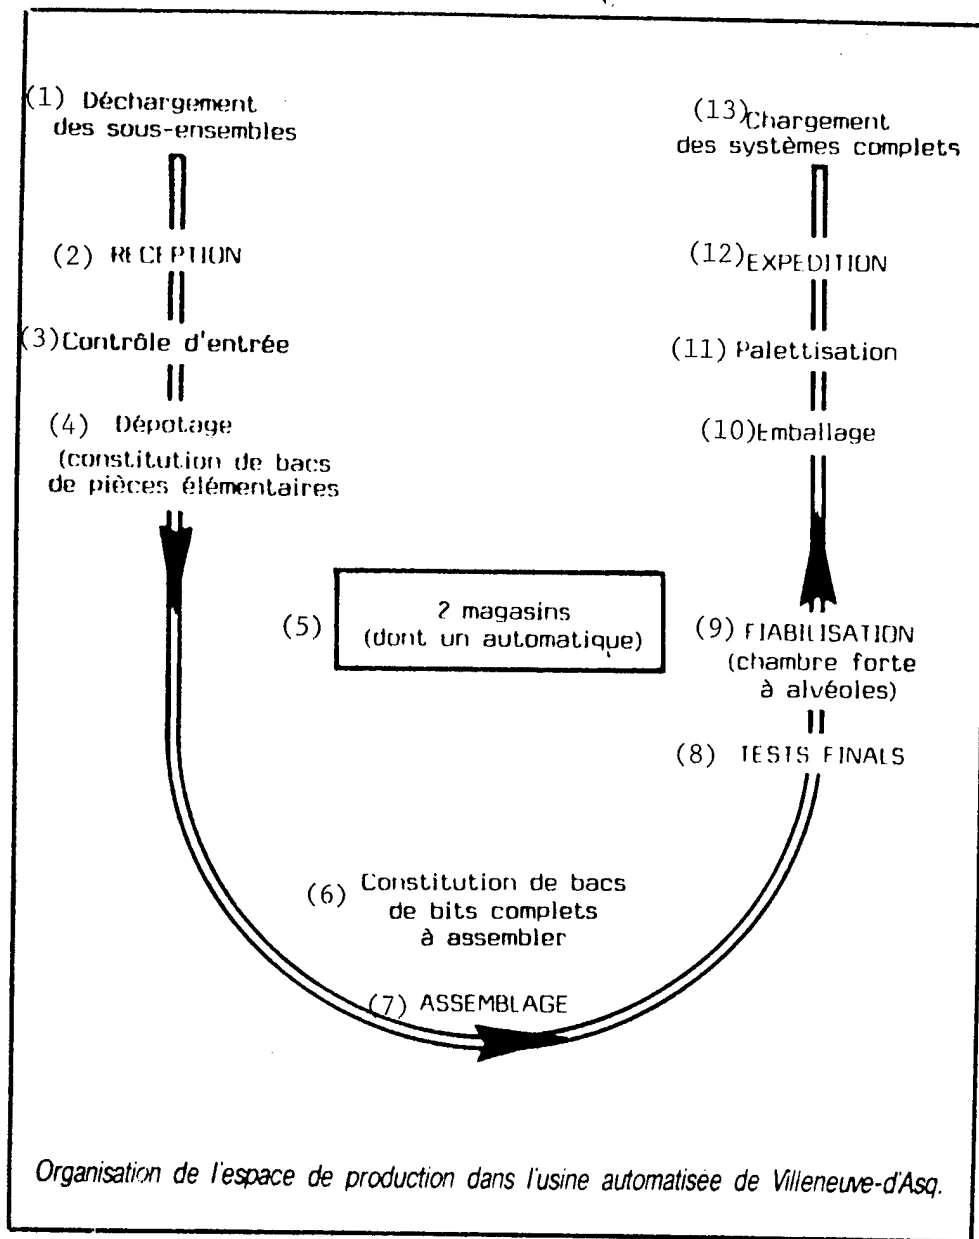 (1) Déchargement
des sous-ensembles
(2) RECEPTION
(3) Contrôle d'entrée
(4) Dépotage
(constitution de bacs
de pièces élémentaires
(5) 2 magasins
(dont un automatique)
(6) Constitution de bacs
de bits complets
à assembler
(7) ASSEMBLAGE
(8) TESTS FINALS
(9) FIABILISATION
(chambre forte
à alvéoles)
(10) Emballage
(11) Palettisation
(12) EXPEDITION
(13) Chargement
des systèmes complets
Organisation de l'espace de production dans l'usine automatisée de Villeneuve-d'Asq.